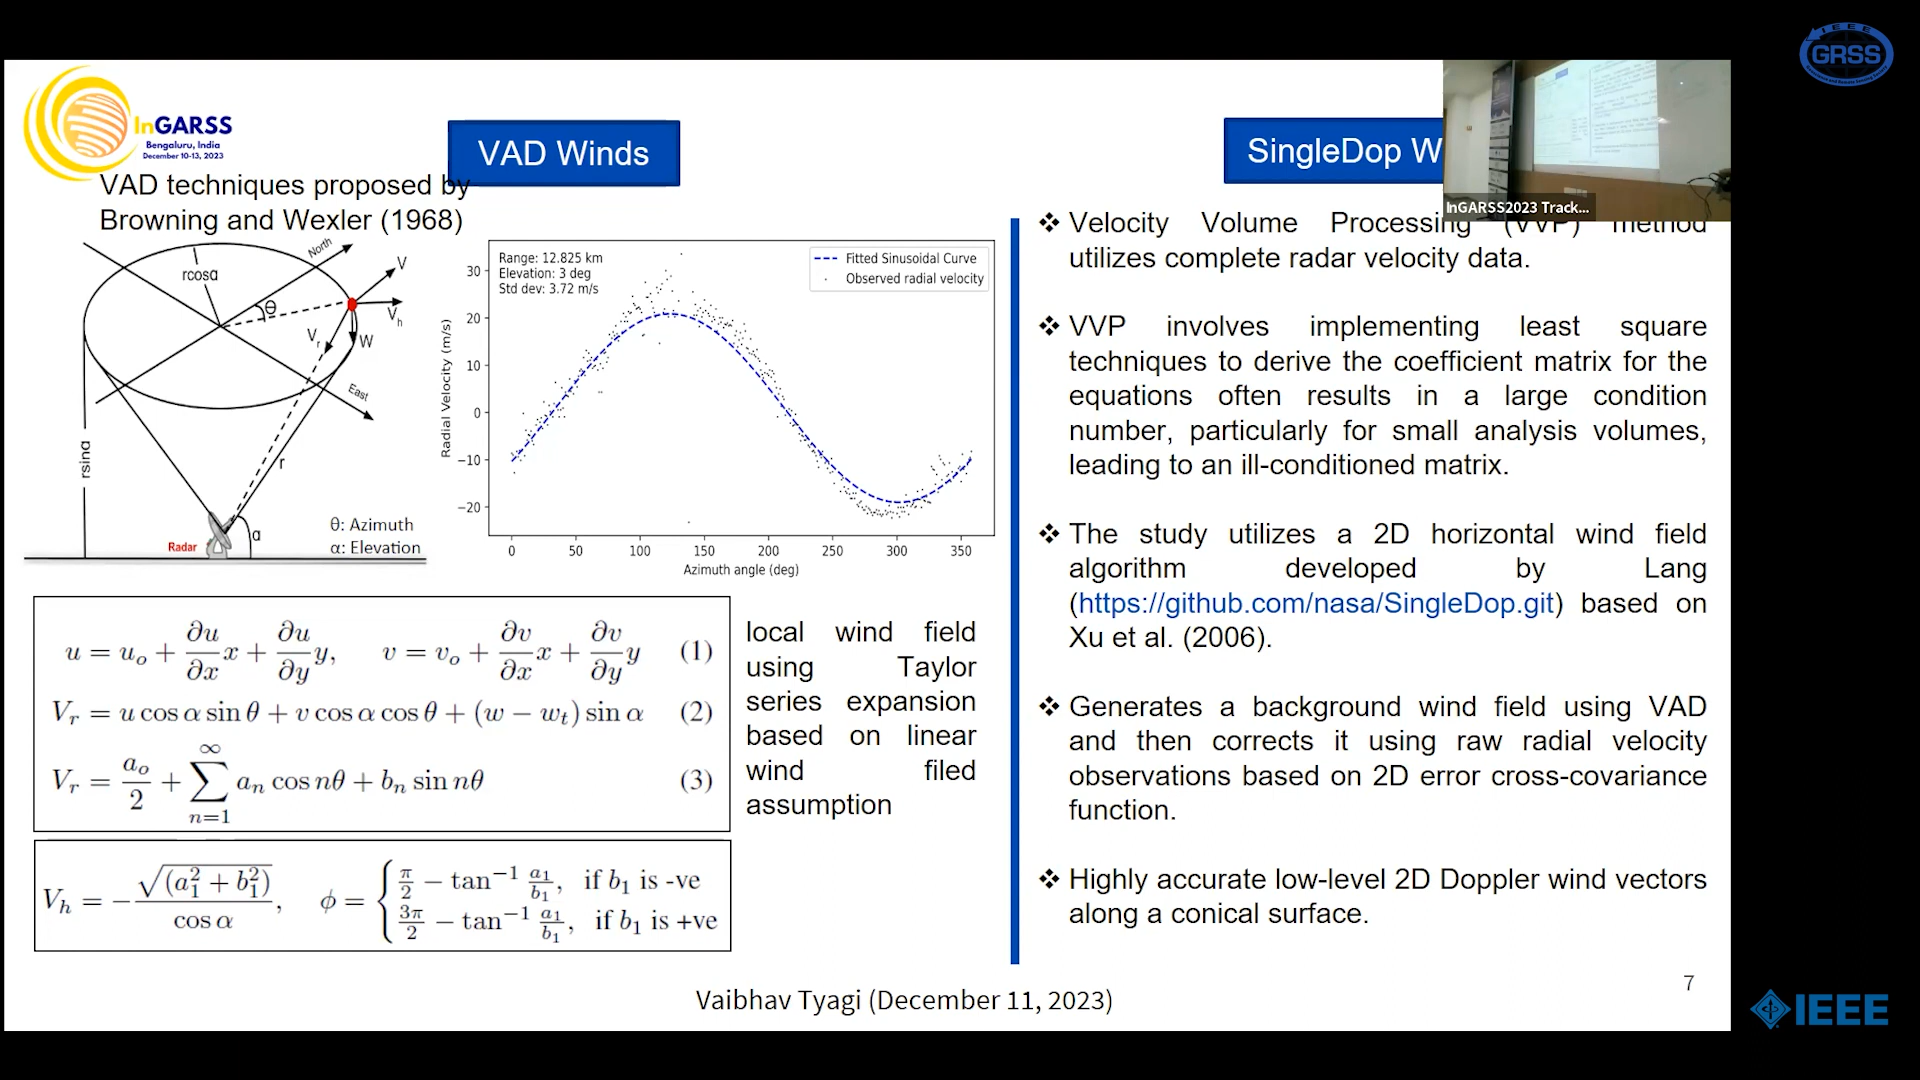 IEEE
GRSS
InGARSS
Bengaluru, India
December 10-13, 2023
VAD Winds
SingleDop W
InGARSS2023 Track...
VAD techniques proposed by
Browning and Wexler (1968)
North
rcosα
θ
V
V_h
V_r
W
East
rsinα
r
α
Radar
θ: Azimuth
α: Elevation
Range: 12.825 km
Elevation: 3 deg
Std dev: 3.72 m/s
Fitted Sinusoidal Curve
Observed radial velocity
Radial Velocity (m/s)
30
20
10
0
−10
−20
0 50 100 150 200 250 300 350
Azimuth angle (deg)
u = u_o + ∂u/∂x x + ∂u/∂y y, v = v_o + ∂v/∂x x + ∂v/∂y y (1)
V_r = u cos α sin θ + v cos α cos θ + (w − w_t) sin α (2)
V_r = a_o/2 + ∑_{n=1}^{∞} a_n cos nθ + b_n sin nθ (3)
V_h = −√(a_1^2 + b_1^2)/cos α, φ = { π/2 − tan^−1 a_1/b_1, if b_1 is -ve
3π/2 − tan^−1 a_1/b_1, if b_1 is +ve
local wind field
using Taylor
series expansion
based on linear
wind filed
assumption
❖ Velocity Volume Processing (VVP) method
utilizes complete radar velocity data.
❖ VVP involves implementing least square
techniques to derive the coefficient matrix for the
equations often results in a large condition
number, particularly for small analysis volumes,
leading to an ill-conditioned matrix.
❖ The study utilizes a 2D horizontal wind field
algorithm developed by Lang
(https://github.com/nasa/SingleDop.git) based on
Xu et al. (2006).
❖ Generates a background wind field using VAD
and then corrects it using raw radial velocity
observations based on 2D error cross-covariance
function.
❖ Highly accurate low-level 2D Doppler wind vectors
along a conical surface.
7
Vaibhav Tyagi (December 11, 2023)
IEEE